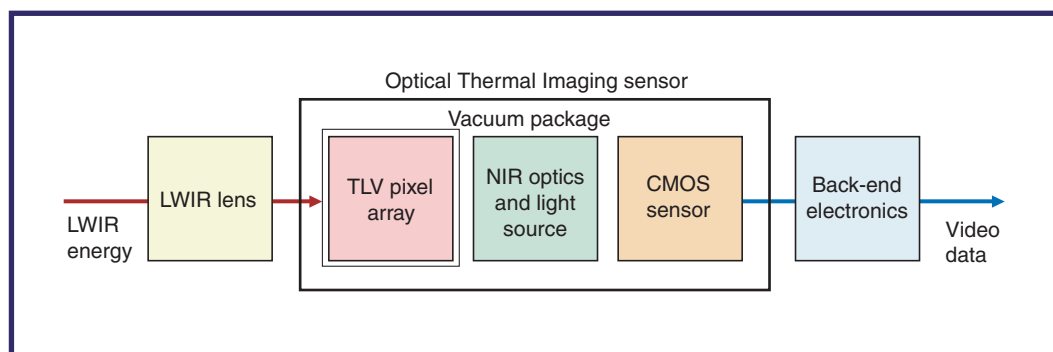 Optical Thermal Imaging sensor
Vacuum package
LWIR
energy
LWIR lens
TLV pixel
array
NIR optics
and light
source
CMOS
sensor
Back-end
electronics
Video
data